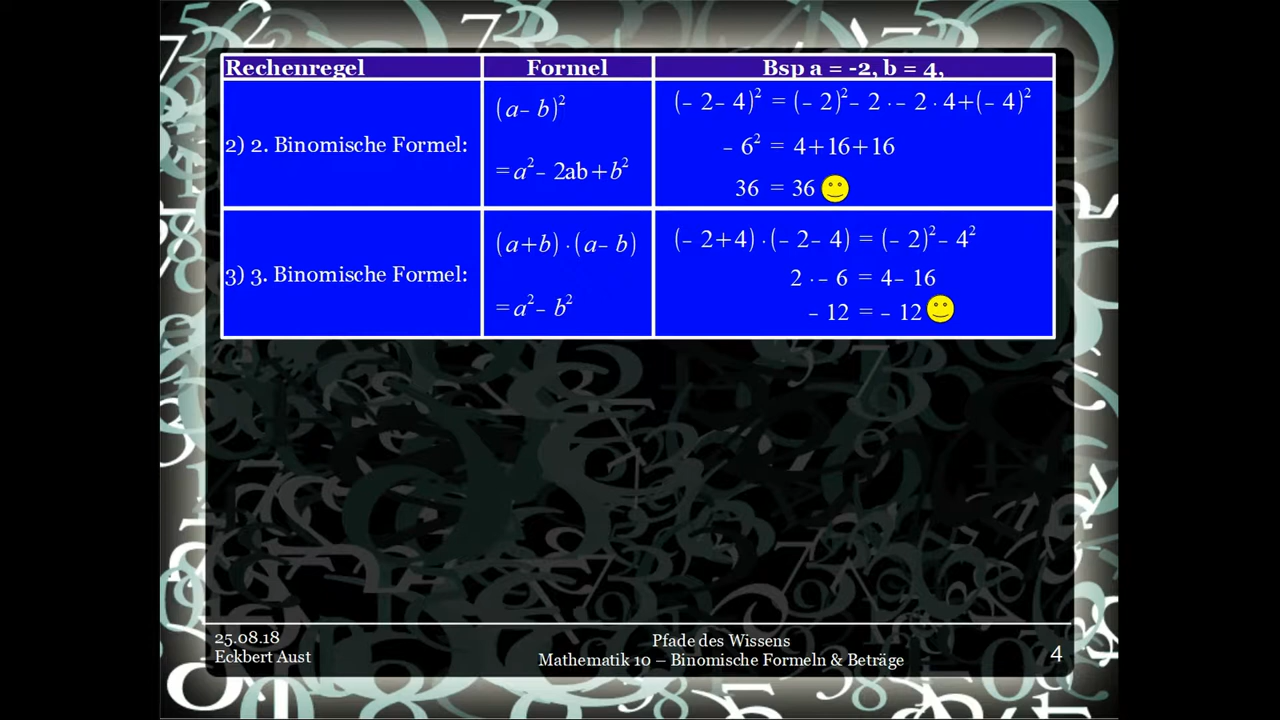 Rechenregel Formel Bsp a = -2, b = 4,
2) 2. Binomische Formel:
(a– b)²
= a²– 2ab+b²
(– 2– 4)² = (– 2)²– 2 ·– 2 · 4+(– 4)²
– 6² = 4+16+16
36 = 36
3) 3. Binomische Formel:
(a+b) ·(a– b)
= a²– b²
(– 2+4) ·(– 2– 4) = (– 2)²– 4²
2 ·– 6 = 4– 16
– 12 = – 12
25.08.18
Eckbert Aust
Pfade des Wissens
Mathematik 10 – Binomische Formeln & Beträge
4